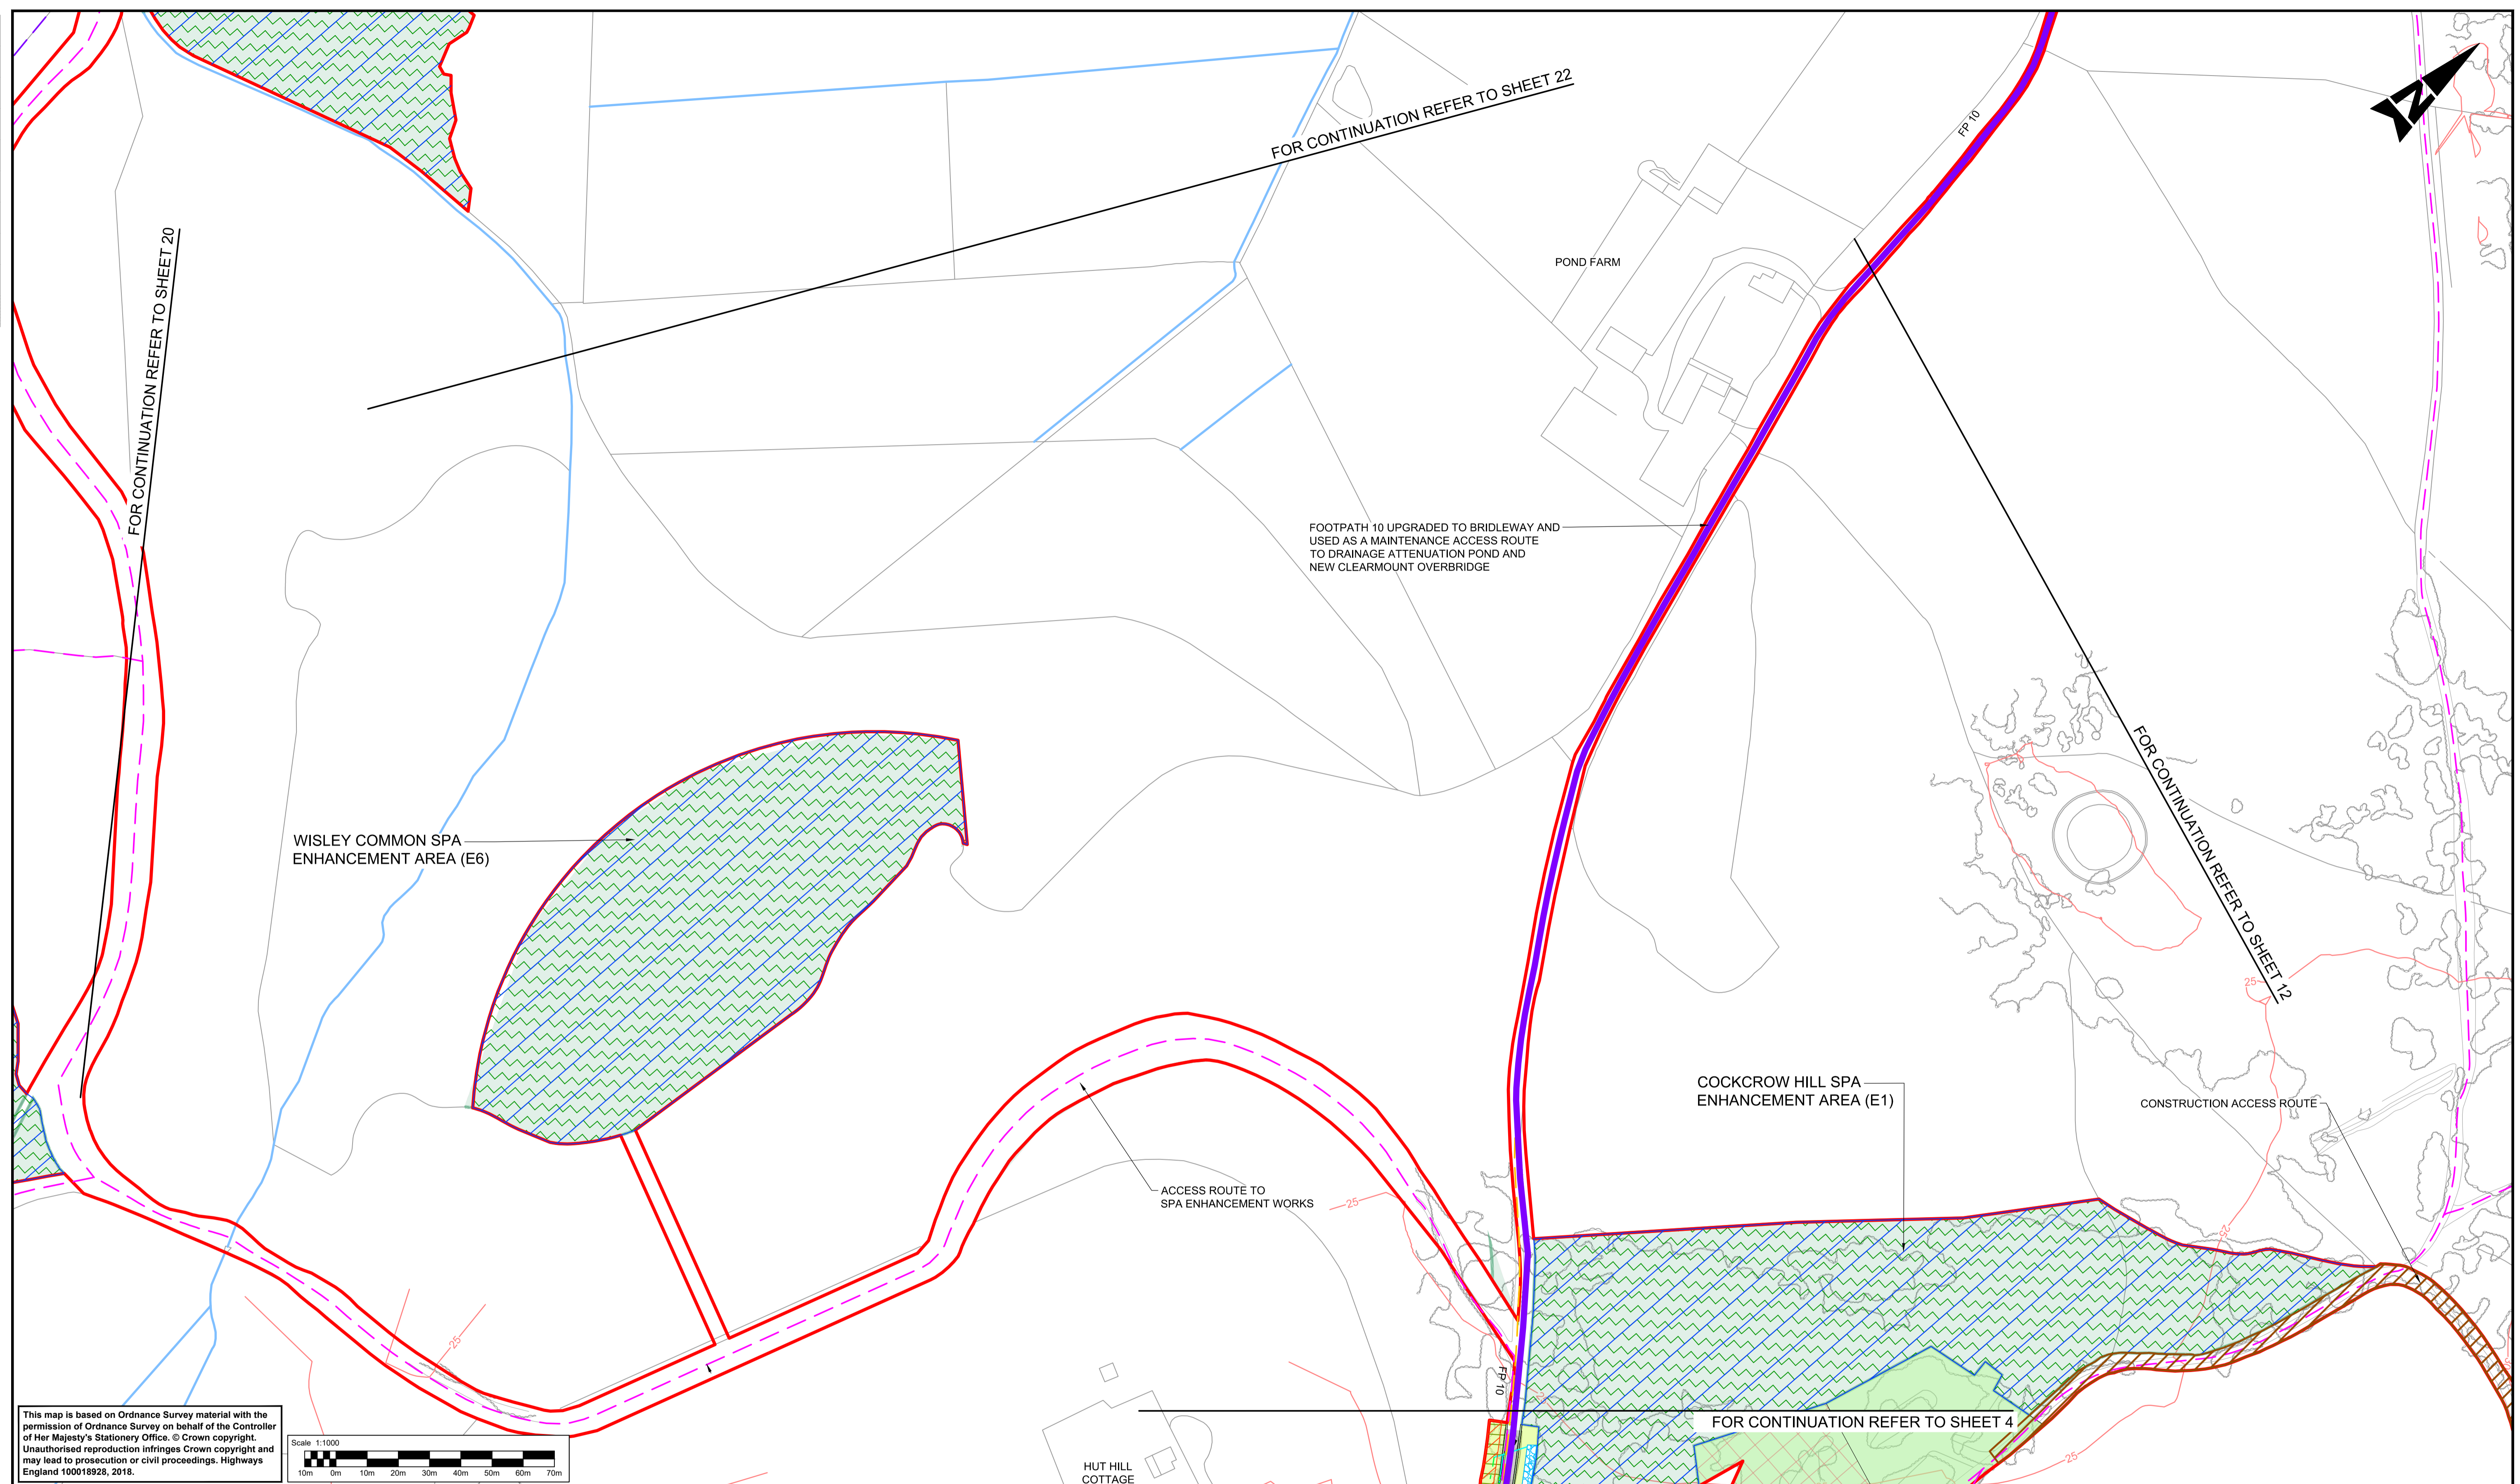 FOR CONTINUATION REFER TO SHEET 22
N
FP 10
FOR CONTINUATION REFER TO SHEET 20
POND FARM
FOOTPATH 10 UPGRADED TO BRIDLEWAY AND
USED AS A MAINTENANCE ACCESS ROUTE
TO DRAINAGE ATTENUATION POND AND
NEW CLEARMOUNT OVERBRIDGE
FOR CONTINUATION REFER TO SHEET 12
WISLEY COMMON SPA
ENHANCEMENT AREA (E6)
25
COCKCROW HILL SPA
ENHANCEMENT AREA (E1)
CONSTRUCTION ACCESS ROUTE
ACCESS ROUTE TO
SPA ENHANCEMENT WORKS
25
25
25
FP 10
FOR CONTINUATION REFER TO SHEET 4
25
HUT HILL
COTTAGE
This map is based on Ordnance Survey material with the
permission of Ordnance Survey on behalf of the Controller
of Her Majesty's Stationery Office. © Crown copyright.
Unauthorised reproduction infringes Crown copyright and
may lead to prosecution or civil proceedings. Highways
England 100018928, 2018.
Scale 1:1000
10m 0m 10m 20m 30m 40m 50m 60m 70m